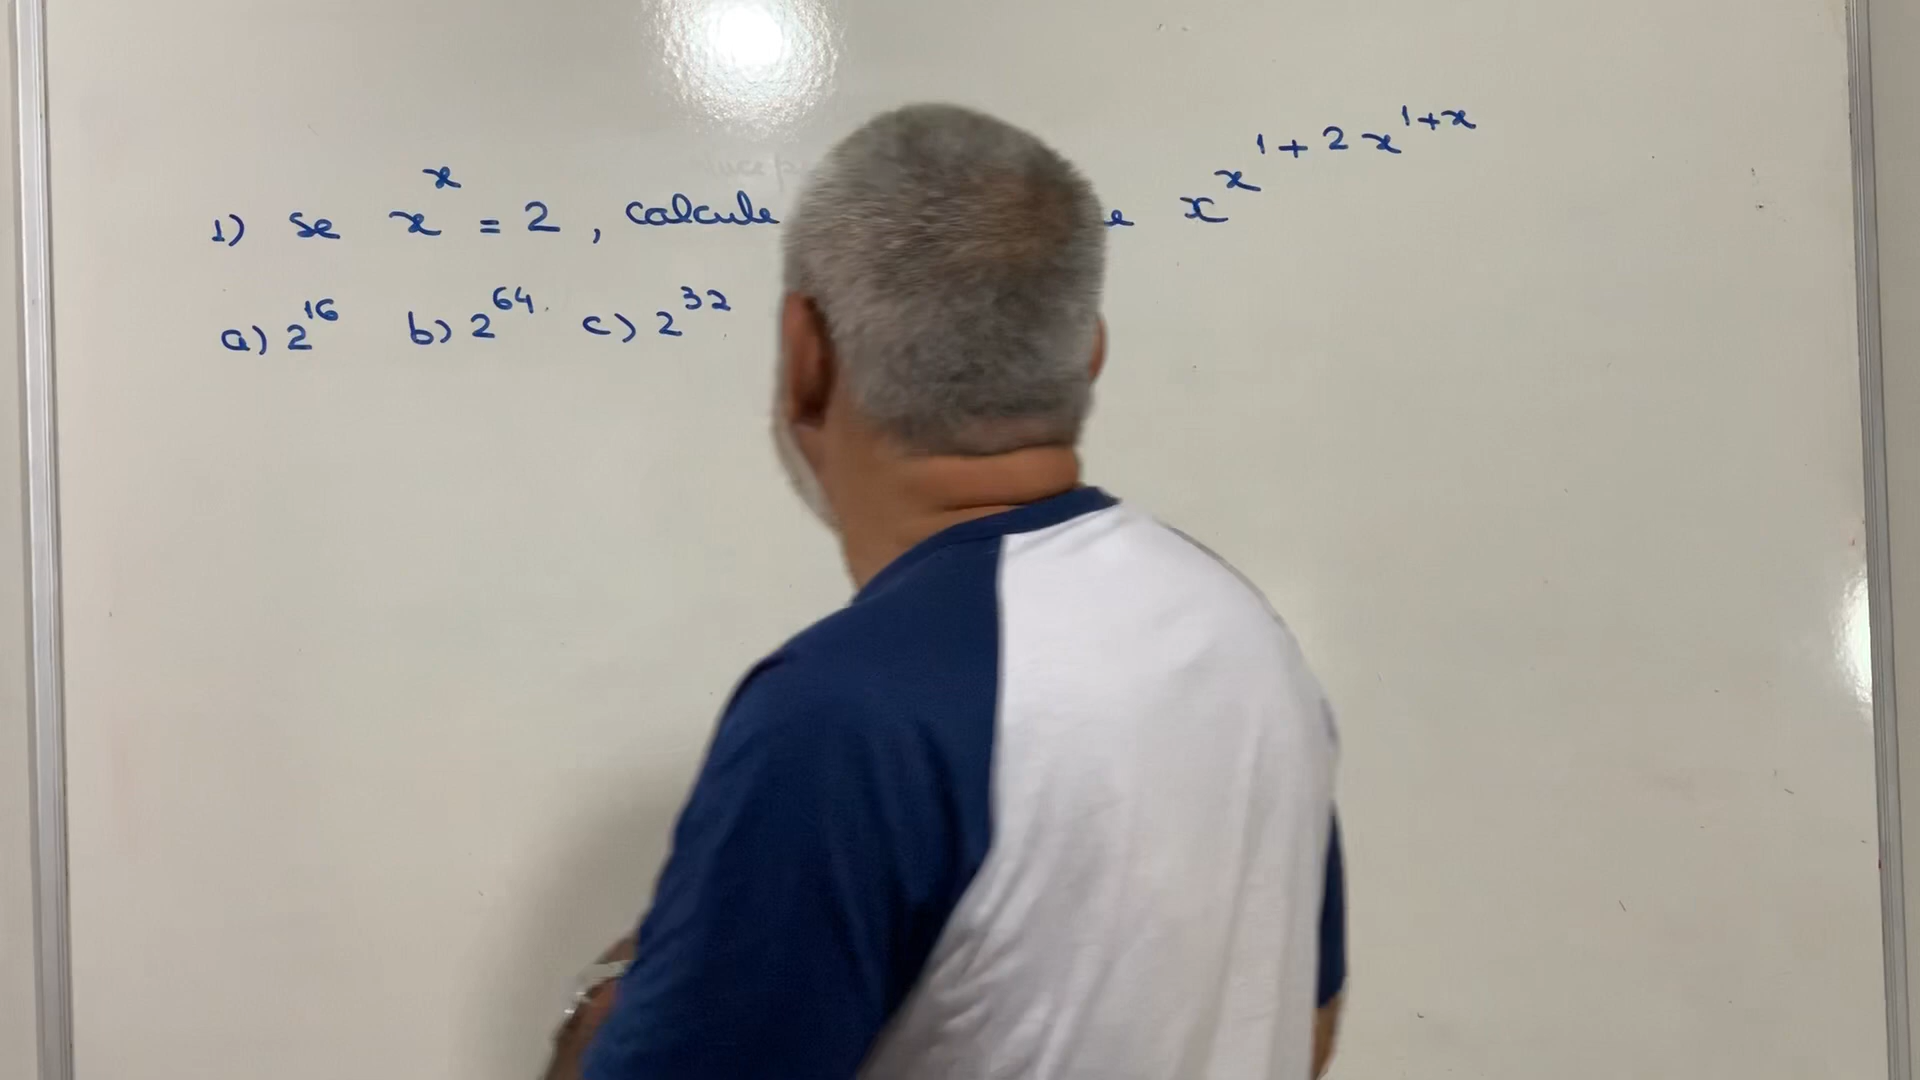 1) se x^x = 2, calcule e x^x^1+2x^1+x
a) 2^16 b) 2^64 c) 2^32